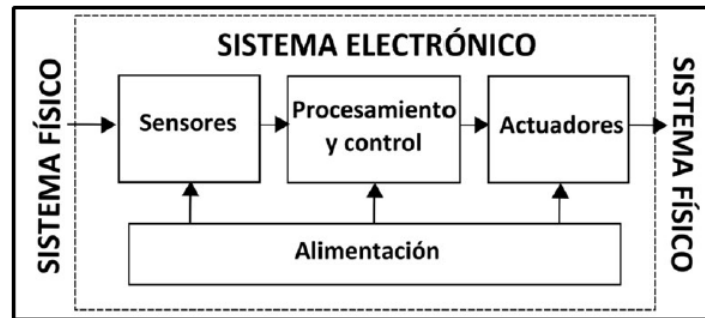 SISTEMA ELECTRÓNICO
SISTEMA FÍSICO
Sensores
Procesamiento
y control
Actuadores
SISTEMA FÍSICO
Alimentación